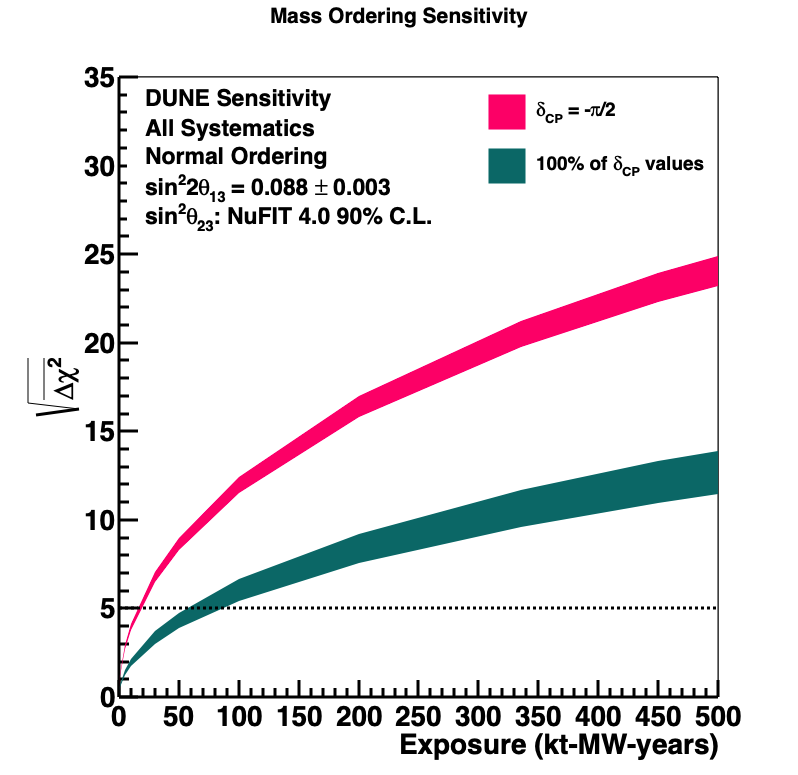 Mass Ordering Sensitivity
35
DUNE Sensitivity
All Systematics
Normal Ordering
sin²2θ₁₃ = 0.088 ± 0.003
sin²θ₂₃: NuFIT 4.0 90% C.L.
δCP = -π/2
100% of δCP values
30
25
20
15
10
5
0
√Δχ²
0 50 100 150 200 250 300 350 400 450 500
Exposure (kt-MW-years)